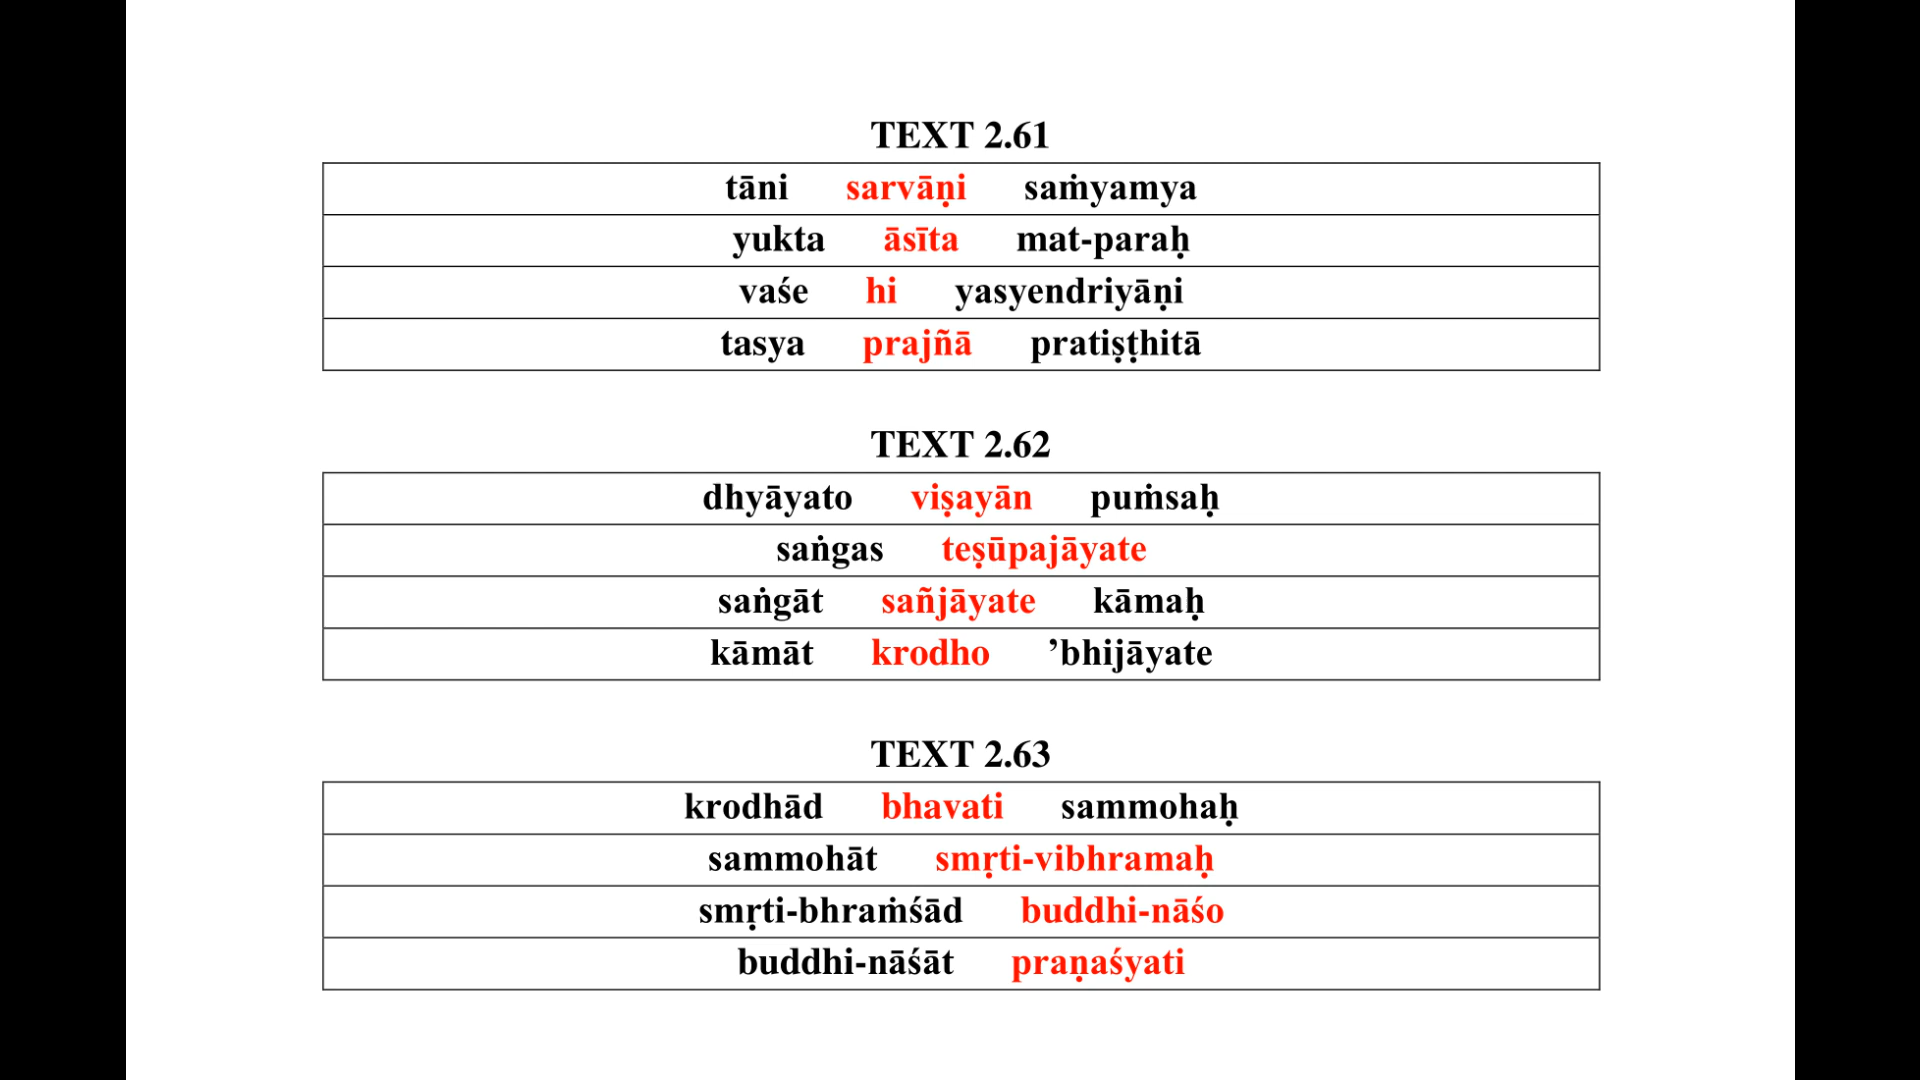 TEXT 2.61
tāni sarvāṇi saṁyamya
yukta āsīta mat-paraḥ
vaśe hi yasyendriyāṇi
tasya prajñā pratiṣṭhitā
TEXT 2.62
dhyāyato viṣayān puṁsaḥ
saṅgas teṣūpajāyate
saṅgāt sañjāyate kāmaḥ
kāmāt krodho ’bhijāyate
TEXT 2.63
krodhād bhavati sammohaḥ
sammohāt smṛti-vibhramaḥ
smṛti-bhraṁśād buddhi-nāśo
buddhi-nāśāt praṇaśyati